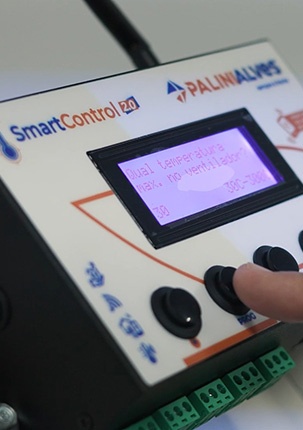 SmartControl 2.0
PALINIALVES
Qual temperatura
max. no ventilador
30